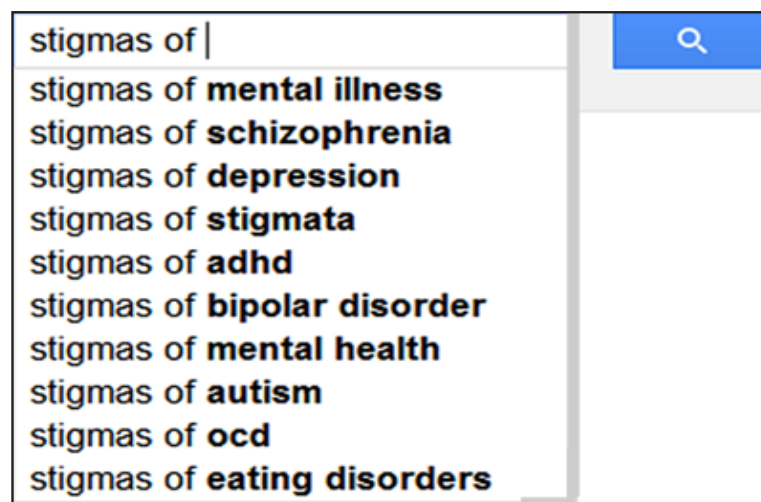 stigmas of
stigmas of mental illness
stigmas of schizophrenia
stigmas of depression
stigmas of stigmata
stigmas of adhd
stigmas of bipolar disorder
stigmas of mental health
stigmas of autism
stigmas of ocd
stigmas of eating disorders